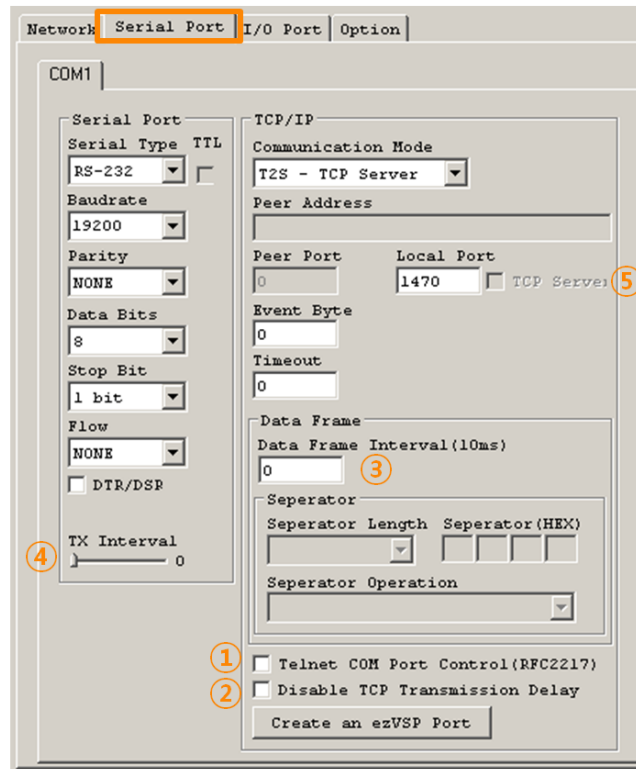 Network Serial Port I/O Port Option
COM1
Serial Port
Serial Type TTL
RS-232
Baudrate
19200
Parity
NONE
Data Bits
8
Stop Bit
1 bit
Flow
NONE
DTR/DSR
④ TX Interval
0
TCP/IP
Communication Mode
T2S - TCP Server
Peer Address
Peer Port Local Port
0 1470 TCP Server ⑤
Event Byte
0
Timeout
0
Data Frame
Data Frame Interval(10ms)
0 ③
Seperator
Seperator Length Seperator(HEX)
Seperator Operation
① Telnet COM Port Control(RFC2217)
② Disable TCP Transmission Delay
Create an ezVSP Port